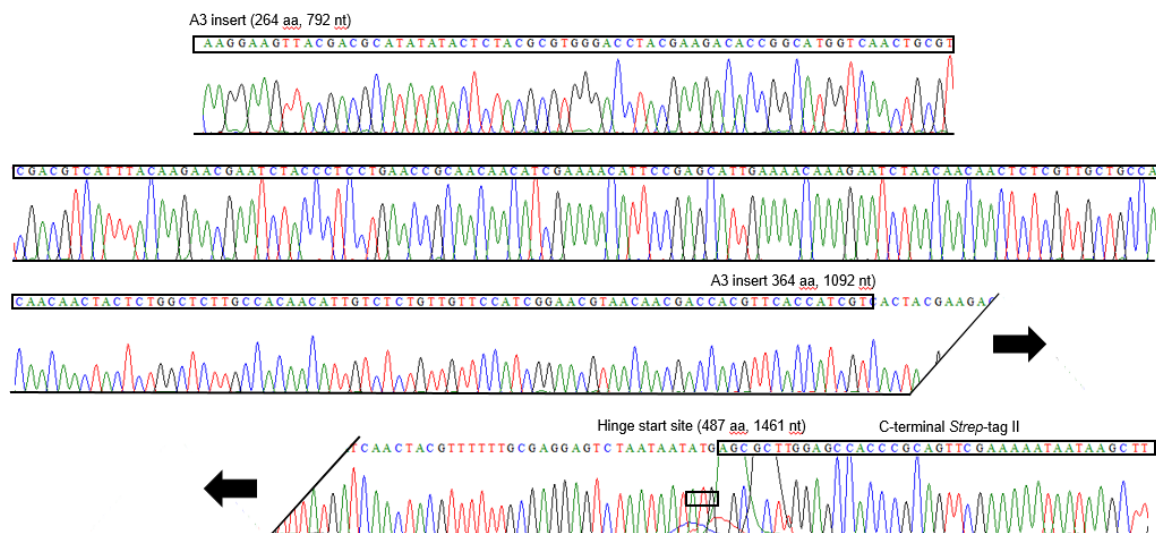 A3 insert (264 aa, 792 nt)
AAGGAAGTTACGACGCATATATACTCTACGCGTGGGACCTACGAAGACACCGGCATGGTCAACTGCGT
CGACGTCATTTACAAGAACGAATCTACCCTCCTGAACCGCAACAACATCGAAAACATTCCGAGCATTGAAAACAAAGAATCTAACAACAACTCTCGTTGCTGCCA
A3 insert 364 aa, 1092 nt)
CAACAACTACTCTGGCTCTTGCCACAACATTGTCTCTGTTGTTCCATCGGAACGTAACAACGACCACGTTCACCATCGTCACTACGAAGAC
Hinge start site (487 aa, 1461 nt) C-terminal Strep-tag II
TCAACTACGTTTTTTGCGAGGAGTCTAATAATATGAGCGCTTGGAGCCACCCGCAGTTCGAAAAATAATAAGCTT